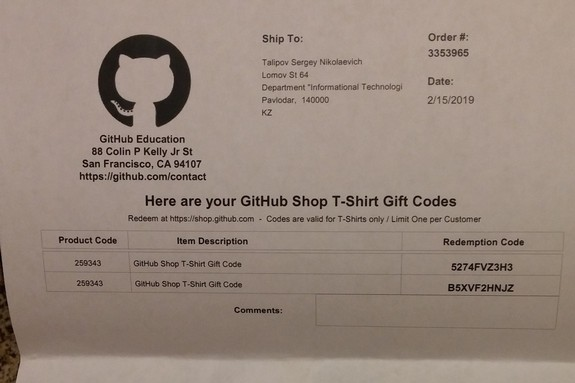 Ship To:
Order #:
3353965
Talipov Sergey Nikolaevich
Lomov St 64
Department "Informational Technologi
Pavlodar, 140000
KZ
Date:
2/15/2019
GitHub Education
88 Colin P Kelly Jr St
San Francisco, CA 94107
https://github.com/contact
Here are your GitHub Shop T-Shirt Gift Codes
Redeem at https://shop.github.com - Codes are valid for T-Shirts only / Limit One per Customer
Product Code Item Description Redemption Code
259343 GitHub Shop T-Shirt Gift Code 5274FVZ3H3
259343 GitHub Shop T-Shirt Gift Code B5XVF2HNJZ
Comments: